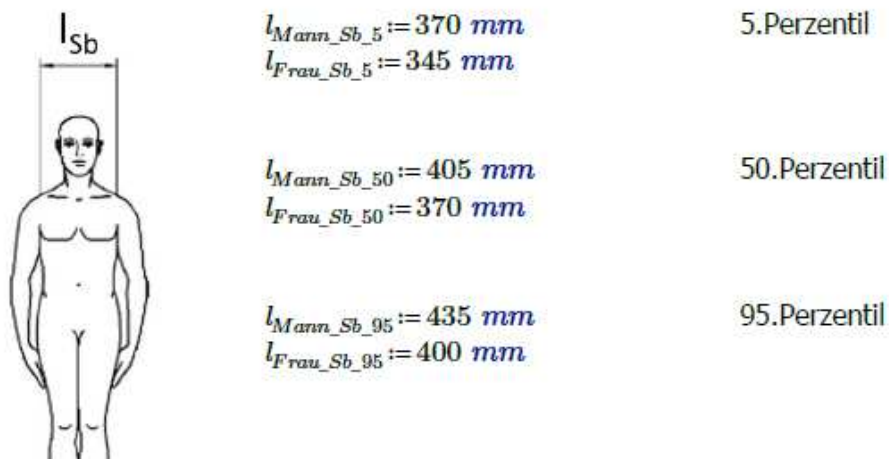 l_Sb
l_Mann_Sb_5 := 370 mm 5.Perzentil
l_Frau_Sb_5 := 345 mm
l_Mann_Sb_50 := 405 mm 50.Perzentil
l_Frau_Sb_50 := 370 mm
l_Mann_Sb_95 := 435 mm 95.Perzentil
l_Frau_Sb_95 := 400 mm